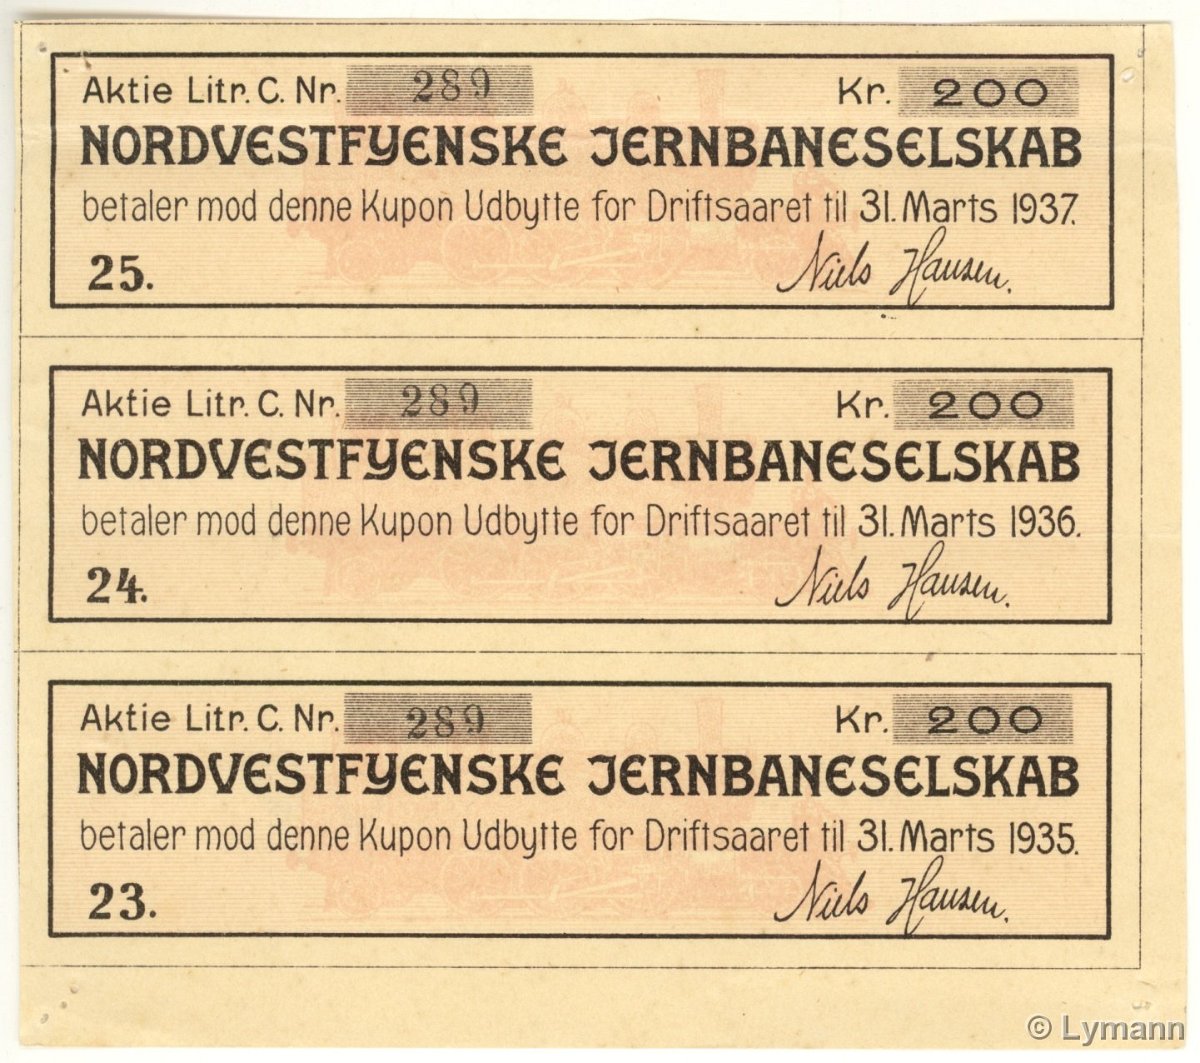 Aktie Litr. C. Nr. 289 Kr. 200
NORDVESTFYENSKE JERNBANESELSKAB
betaler mod denne Kupon Udbytte for Driftsaaret til 31. Marts 1937.
25. Niels Hansen.
Aktie Litr. C. Nr. 289 Kr. 200
NORDVESTFYENSKE JERNBANESELSKAB
betaler mod denne Kupon Udbytte for Driftsaaret til 31. Marts 1936.
24. Niels Hansen.
Aktie Litr. C. Nr. 289 Kr. 200
NORDVESTFYENSKE JERNBANESELSKAB
betaler mod denne Kupon Udbytte for Driftsaaret til 31. Marts 1935.
23. Niels Hansen.
© Lymann